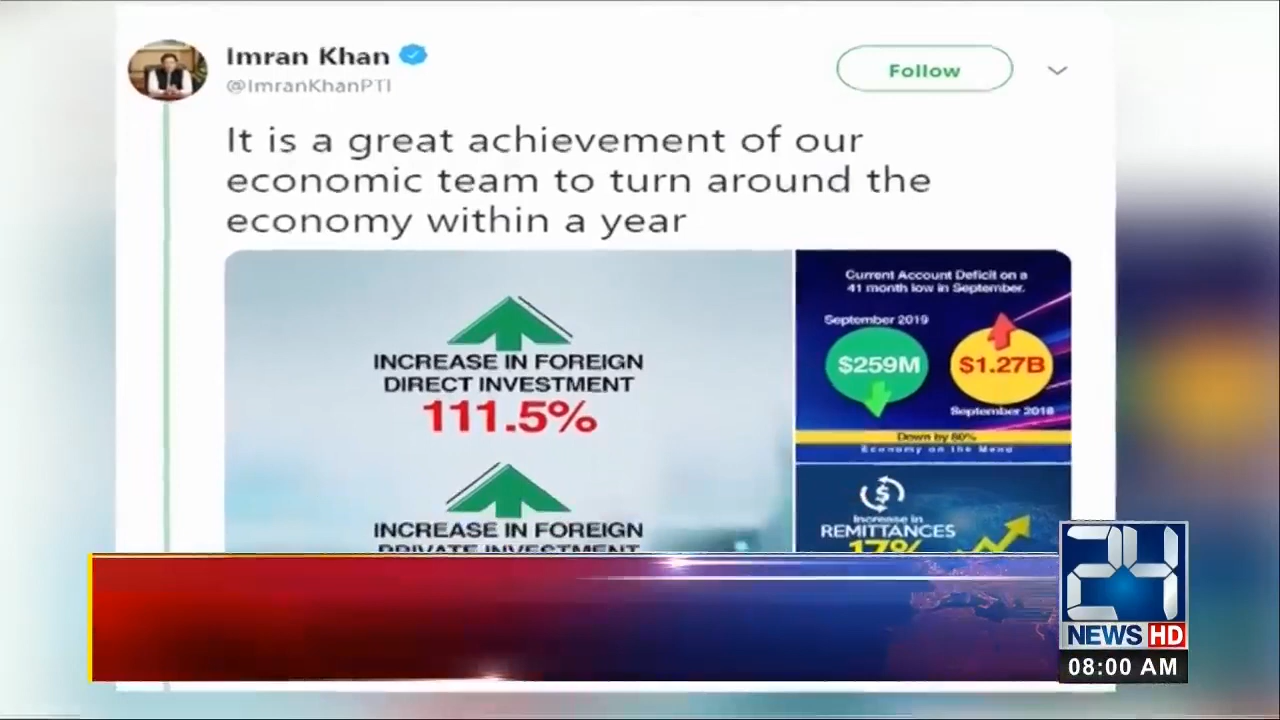 Imran Khan
@ImranKhanPTI
Follow
It is a great achievement of our
economic team to turn around the
economy within a year
INCREASE IN FOREIGN
DIRECT INVESTMENT
111.5%
INCREASE IN FOREIGN
PRIVATE INVESTMENT
Current Account Deficit on a
41 month low in September.
September 2019
$259M
$1.27B
September 2018
Down by 80%
Economy on the Mend
$
Increase in
REMITTANCES
17%
24
NEWS HD
08:00 AM